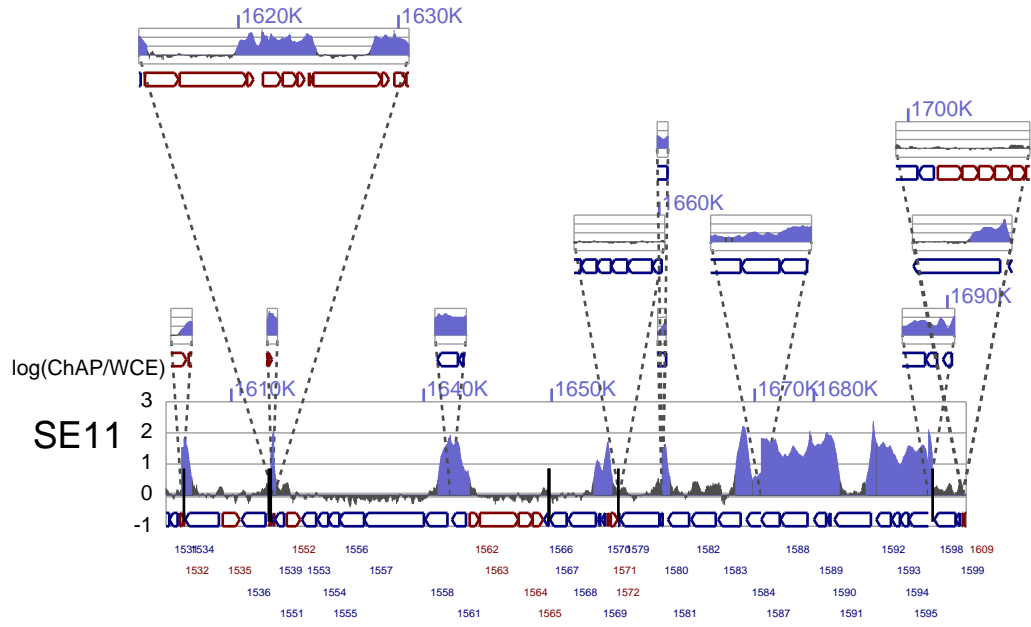 1620K 1630K
1700K
1660K
1690K
log(ChAP/WCE)
1610K 1640K 1650K 1670K 1680K
3
SE11
2
1
0
-1
1534 1552 1556 1562 1566 1579 1582 1588 1592 1598 1609
1532 1535 1539 1553 1557 1563 1567 1571 1580 1583 1589 1593 1599
1536 1554 1558 1564 1568 1572 1584 1590 1594
1551 1555 1561 1565 1569 1581 1587 1591 1595